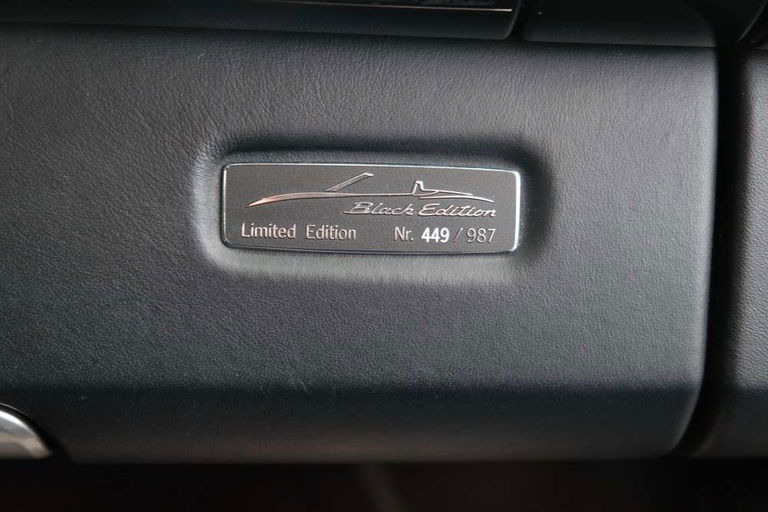 Black Edition
Limited Edition Nr. 449 / 987